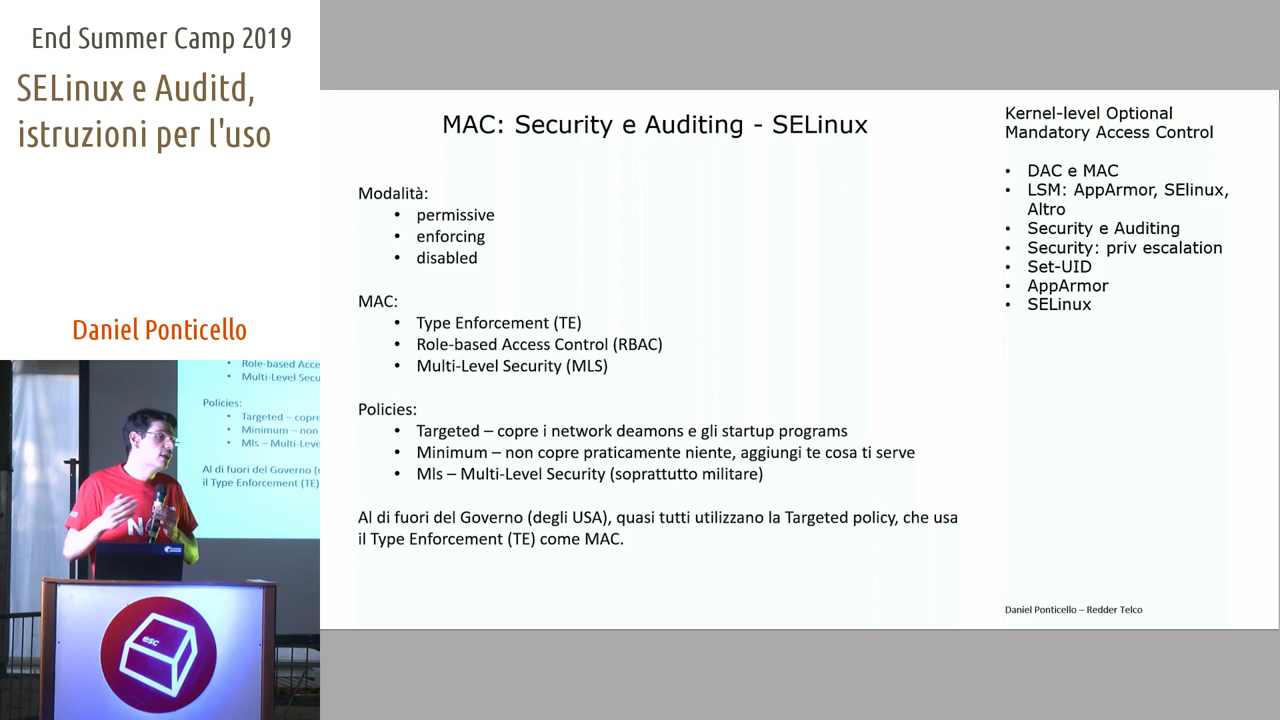 End Summer Camp 2019
SELinux e Auditd,
istruzioni per l'uso
Daniel Ponticello
MAC: Security e Auditing - SELinux
Modalità:
• permissive
• enforcing
• disabled
MAC:
• Type Enforcement (TE)
• Role-based Access Control (RBAC)
• Multi-Level Security (MLS)
Policies:
• Targeted – copre i network deamons e gli startup programs
• Minimum – non copre praticamente niente, aggiungi te cosa ti serve
• Mls – Multi-Level Security (soprattutto militare)
Al di fuori del Governo (degli USA), quasi tutti utilizzano la Targeted policy, che usa
il Type Enforcement (TE) come MAC.
Kernel-level Optional
Mandatory Access Control
• DAC e MAC
• LSM: AppArmor, SElinux,
Altro
• Security e Auditing
• Security: priv escalation
• Set-UID
• AppArmor
• SELinux
Daniel Ponticello – Redder Telco
• Role-based Acce
• Multi-Level Secu
Policies:
• Targeted – copre
• Minimum – non
• Mls – Multi-Leve
Al di fuori del Governo (
il Type Enforcement (TE)
esc